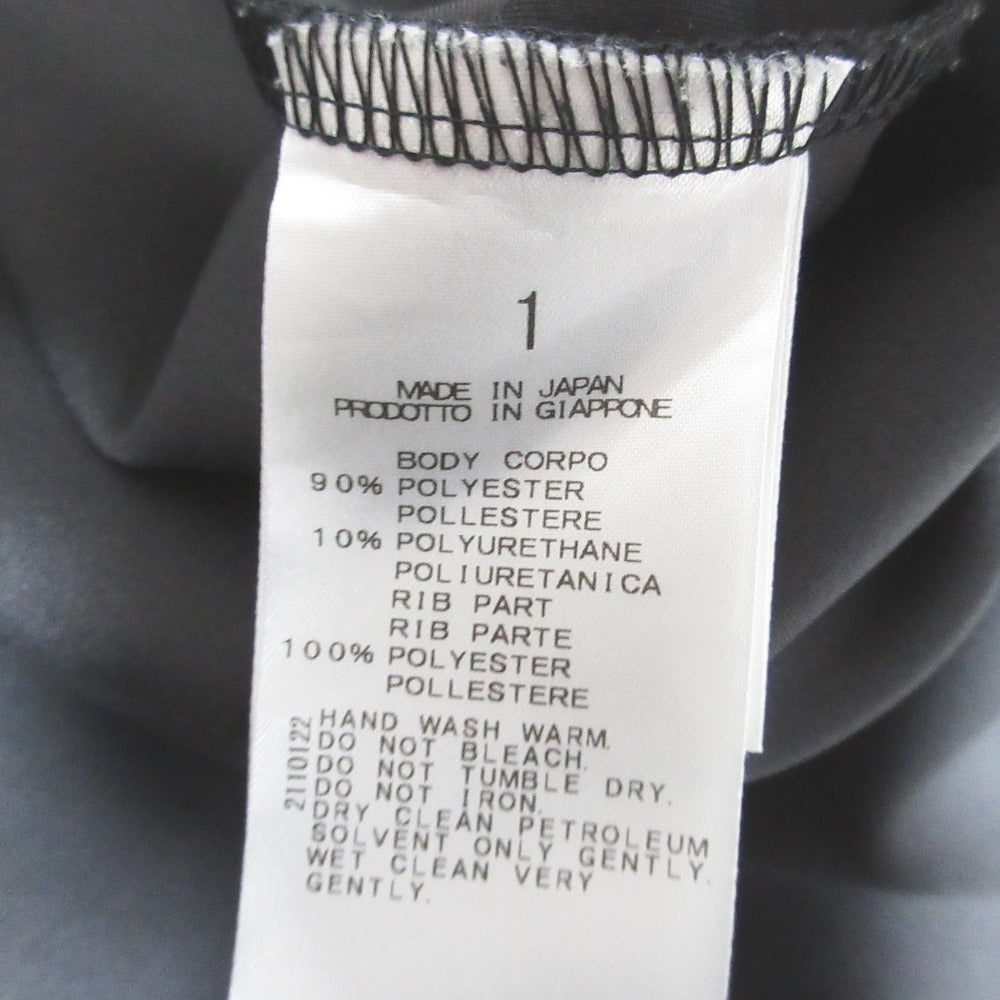 1
MADE IN JAPAN
PRODOTTO IN GIAPPONE
BODY CORPO
90% POLYESTER
POLLESTERE
10% POLYURETHANE
POLIURETANICA
RIB PART
RIB PARTE
100% POLYESTER
POLLESTERE
HAND WASH WARM.
DO NOT BLEACH.
DO NOT TUMBLE DRY.
DO NOT IRON.
DRY CLEAN PETROLEUM
SOLVENT ONLY GENTLY.
WET CLEAN VERY
GENTLY.
2110122